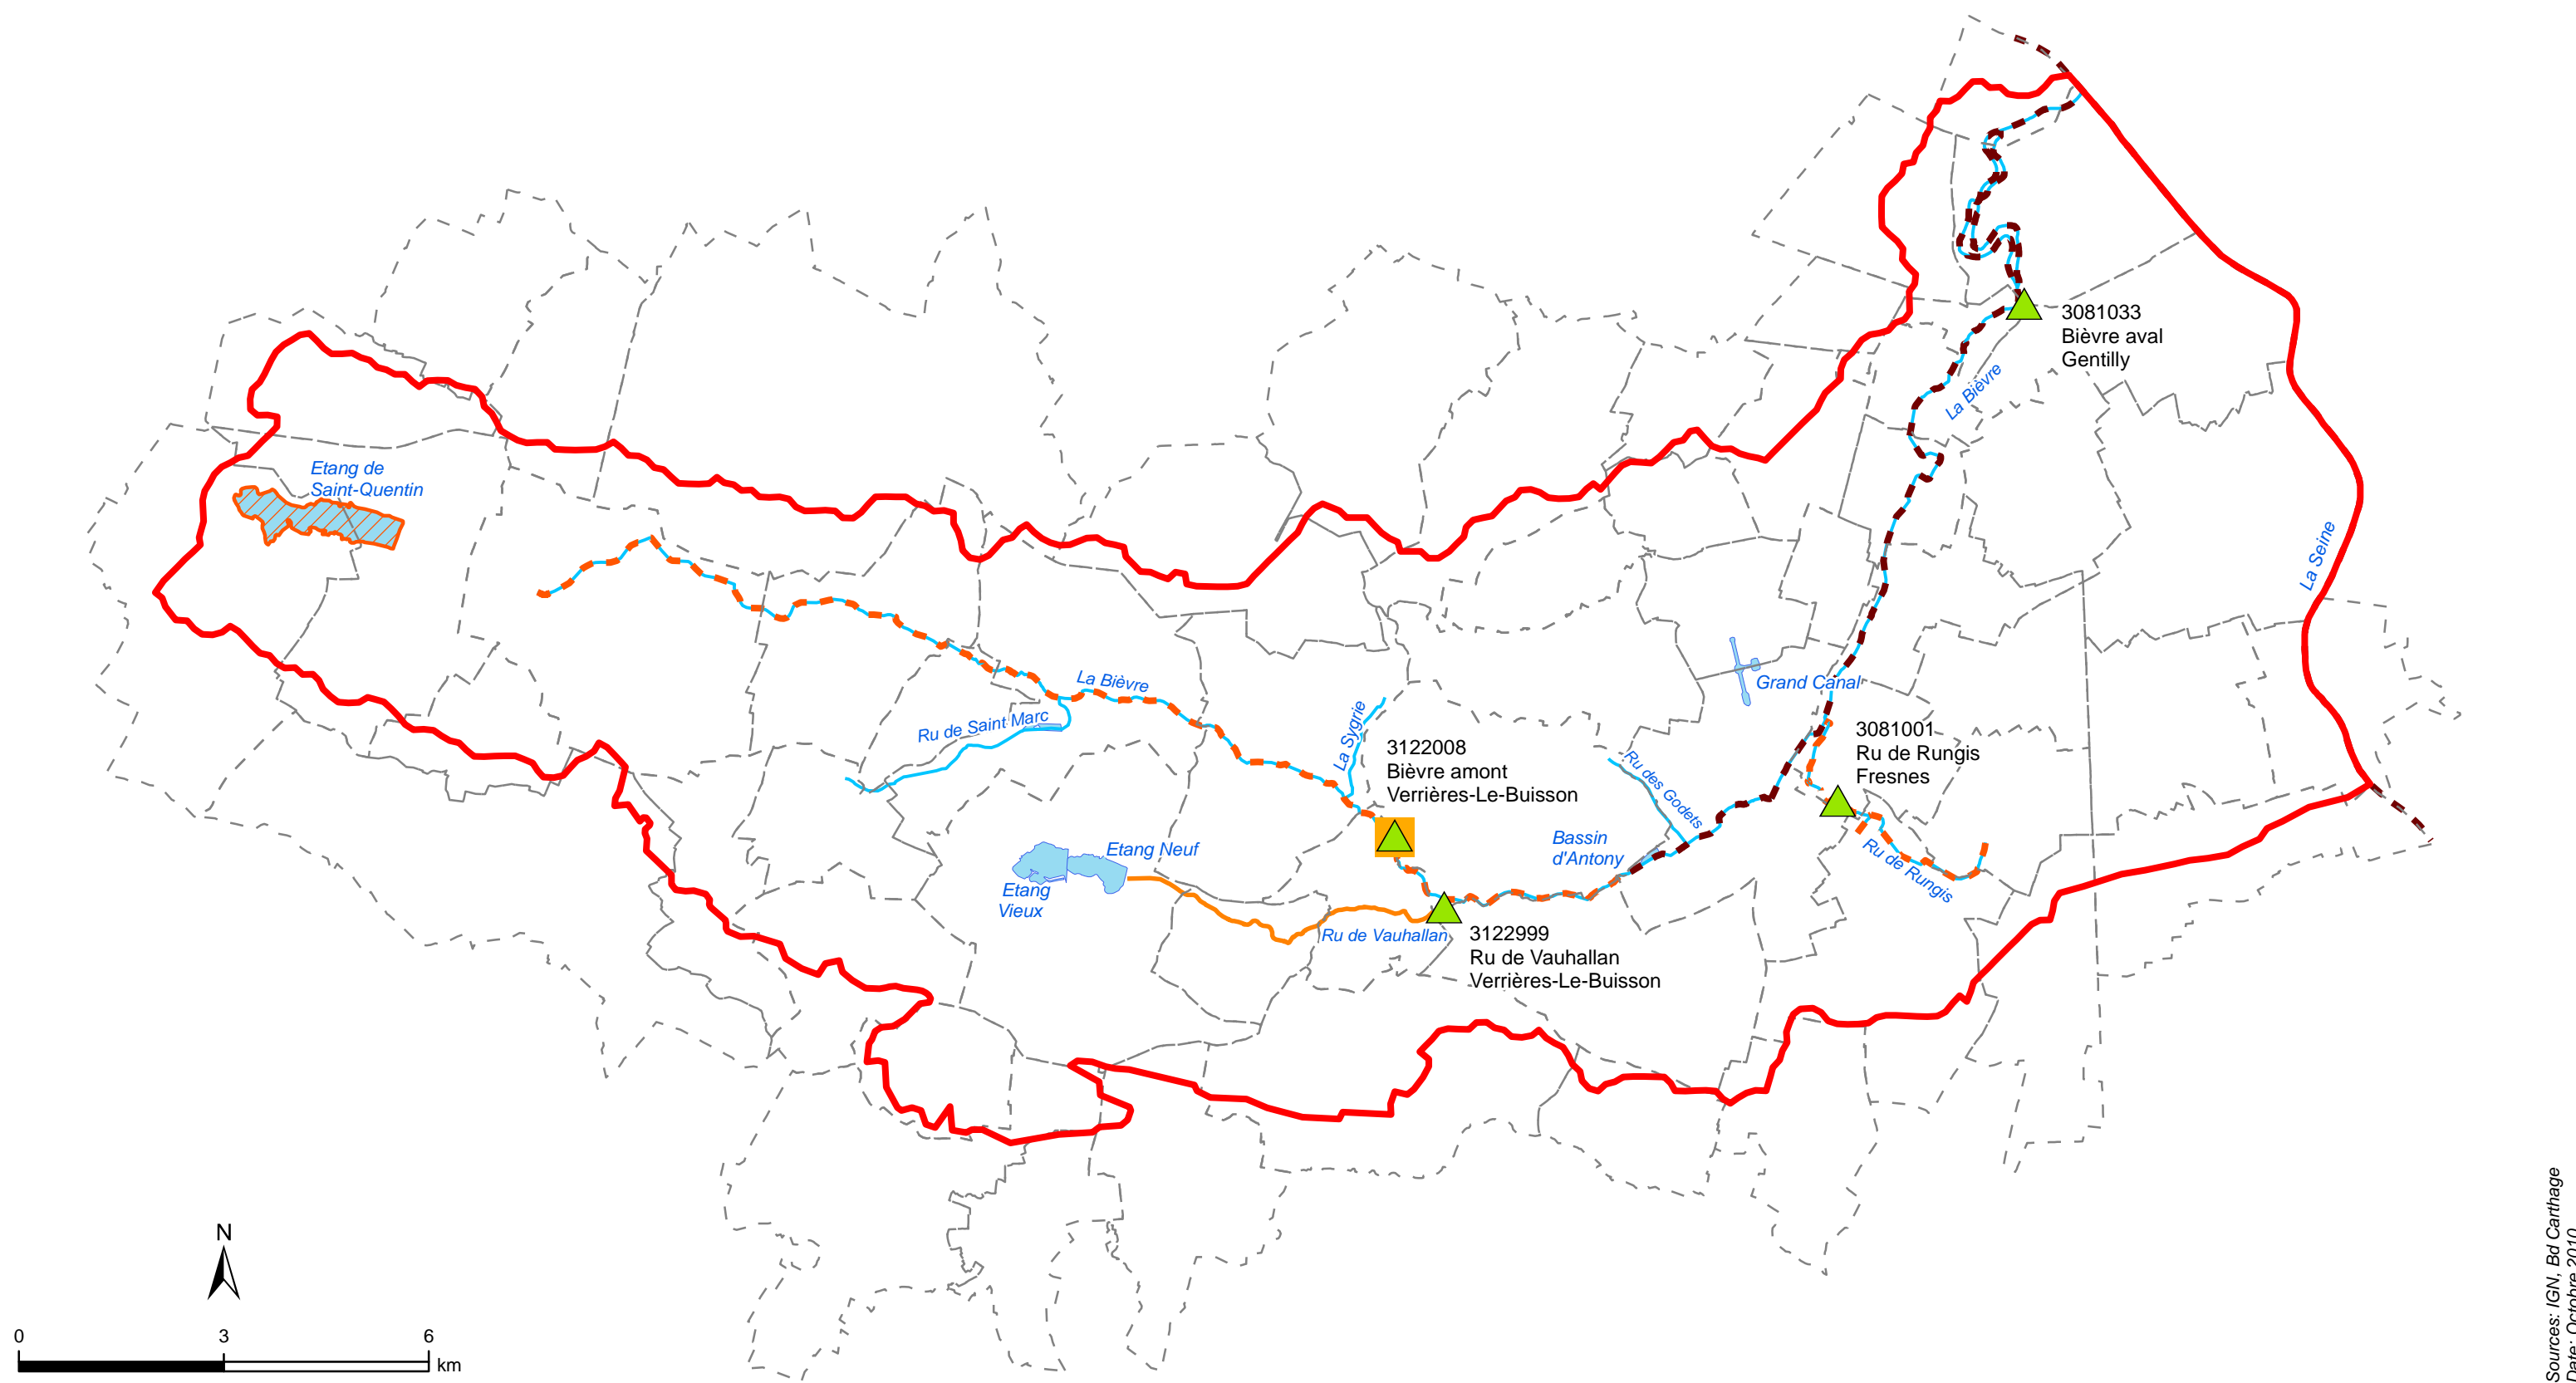 3081033
Bièvre aval
Gentilly
La Bièvre
Etang de
Saint-Quentin
La Seine
La Bièvre
Grand Canal
Ru de Saint Marc
La Sygrie
3122008
Bièvre amont
Verrières-Le-Buisson
3081001
Ru de Rungis
Fresnes
Ru des Godets
Bassin
d'Antony
Etang Neuf
Etang
Vieux
Ru de Rungis
Ru de Vauhallan
3122999
Ru de Vauhallan
Verrières-Le-Buisson
N
0 3 6
km
Sources: IGN, Bd Carthage
Date: Octobre 2010